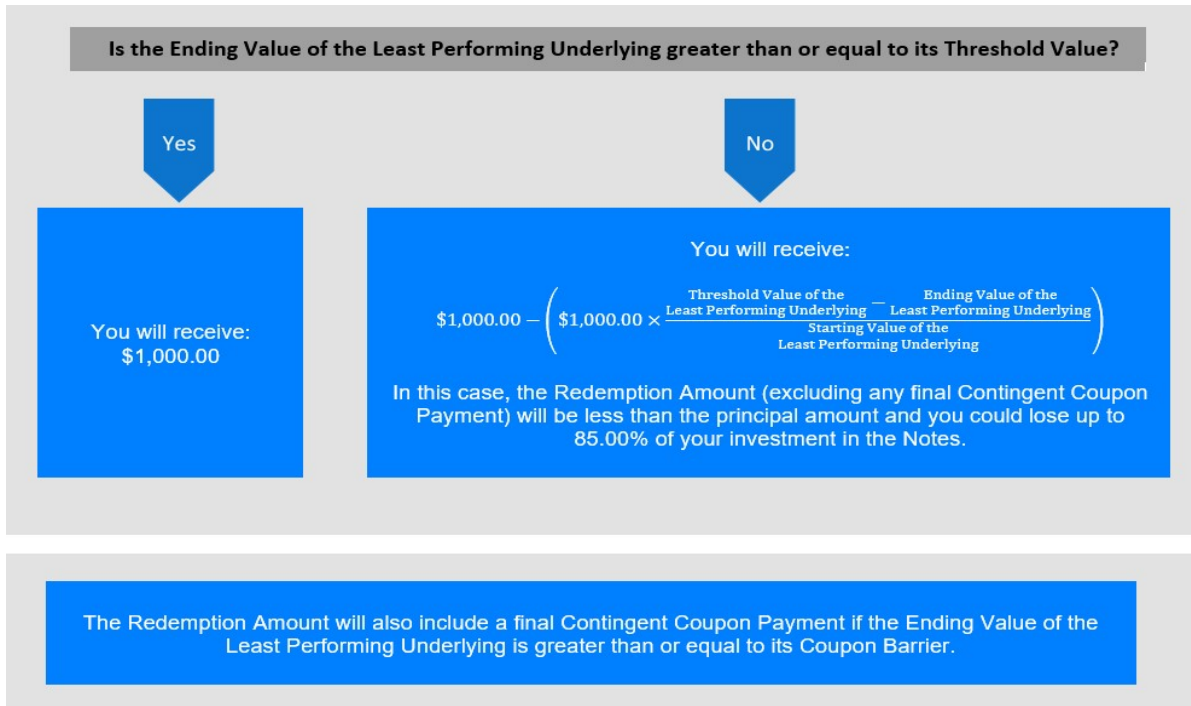 Is the Ending Value of the Least Performing Underlying greater than or equal to its Threshold Value?
Yes
No
You will receive:
$1,000.00
You will receive:
$1,000.00 − ($1,000.00 × (Threshold Value of the Least Performing Underlying − Ending Value of the Least Performing Underlying) / Starting Value of the Least Performing Underlying)
In this case, the Redemption Amount (excluding any final Contingent Coupon
Payment) will be less than the principal amount and you could lose up to
85.00% of your investment in the Notes.
The Redemption Amount will also include a final Contingent Coupon Payment if the Ending Value of the
Least Performing Underlying is greater than or equal to its Coupon Barrier.